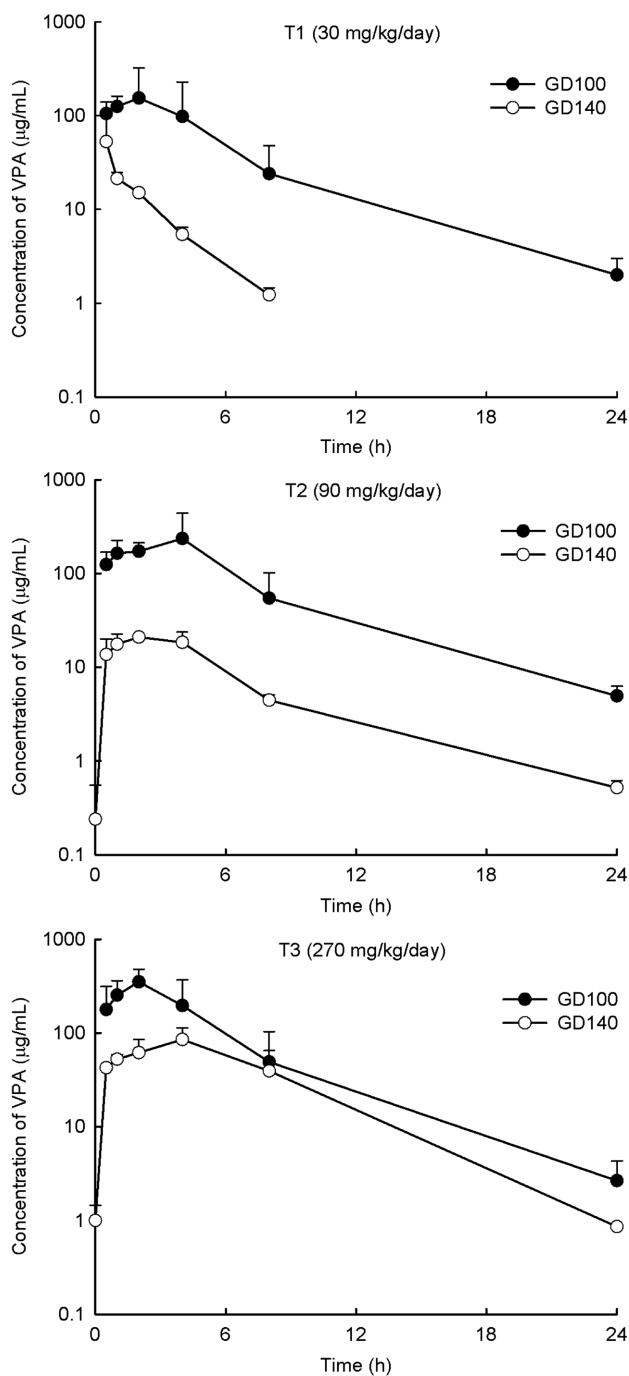 T1 (30 mg/kg/day)
1000
100
10
1
0.1
Concentration of VPA (μg/mL)
GD100
GD140
0 6 12 18 24
Time (h)
T2 (90 mg/kg/day)
1000
100
10
1
0.1
Concentration of VPA (μg/mL)
GD100
GD140
0 6 12 18 24
Time (h)
T3 (270 mg/kg/day)
1000
100
10
1
0.1
Concentration of VPA (μg/mL)
GD100
GD140
0 6 12 18 24
Time (h)